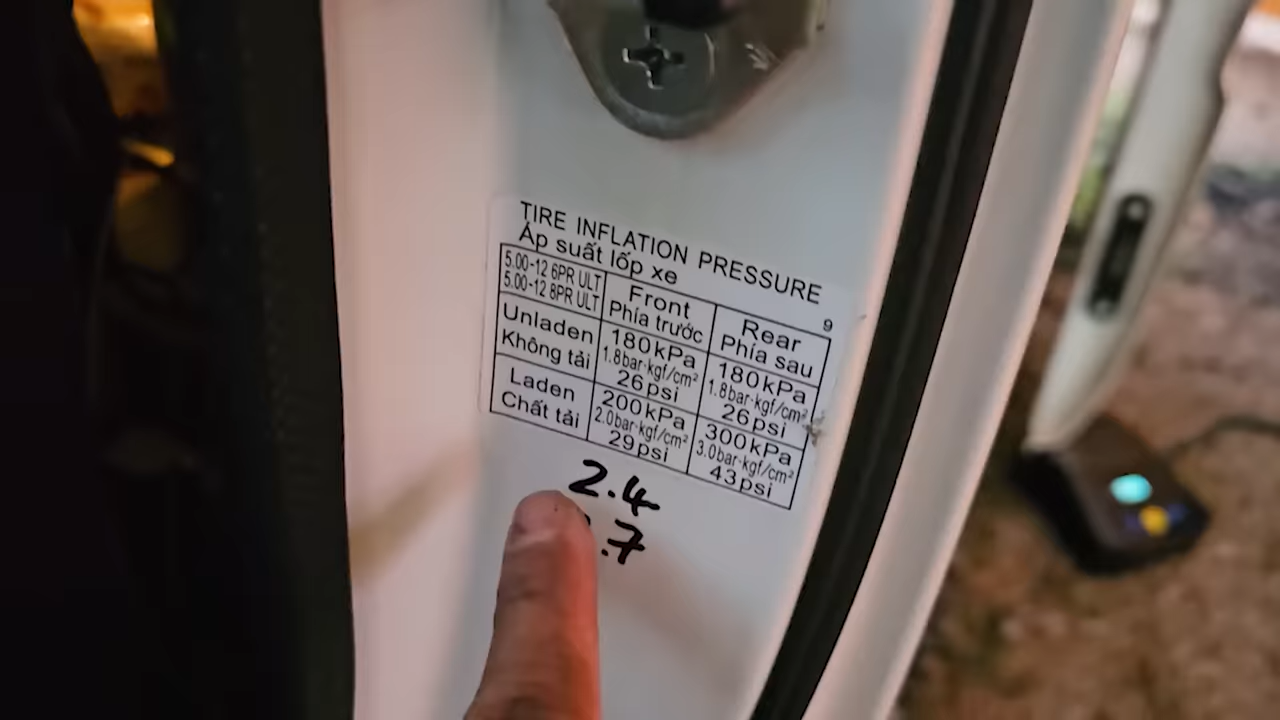 TIRE INFLATION PRESSURE
Áp suất lốp xe
9
5.00-12 6PR ULT
5.00-12 8PR ULT
Front
Phía trước
Rear
Phía sau
Unladen
Không tải
180kPa
1.8bar·kgf/cm²
26psi
180kPa
1.8bar·kgf/cm²
26psi
Laden
Chất tải
200kPa
2.0bar·kgf/cm²
29psi
300kPa
3.0bar·kgf/cm²
43psi
2.4
.7